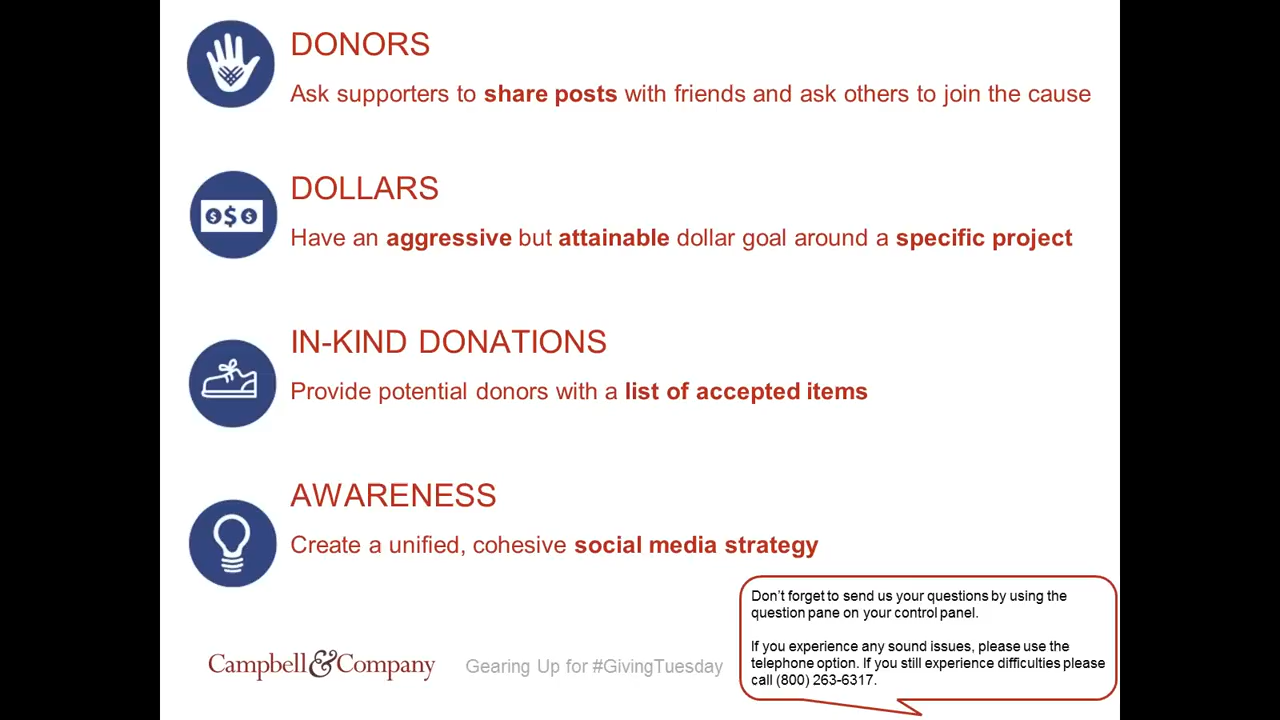 DONORS
Ask supporters to share posts with friends and ask others to join the cause
DOLLARS
Have an aggressive but attainable dollar goal around a specific project
IN-KIND DONATIONS
Provide potential donors with a list of accepted items
AWARENESS
Create a unified, cohesive social media strategy
Don’t forget to send us your questions by using the
question pane on your control panel.
If you experience any sound issues, please use the
telephone option. If you still experience difficulties please
call (800) 263-6317.
Campbell&Company
Gearing Up for #GivingTuesday